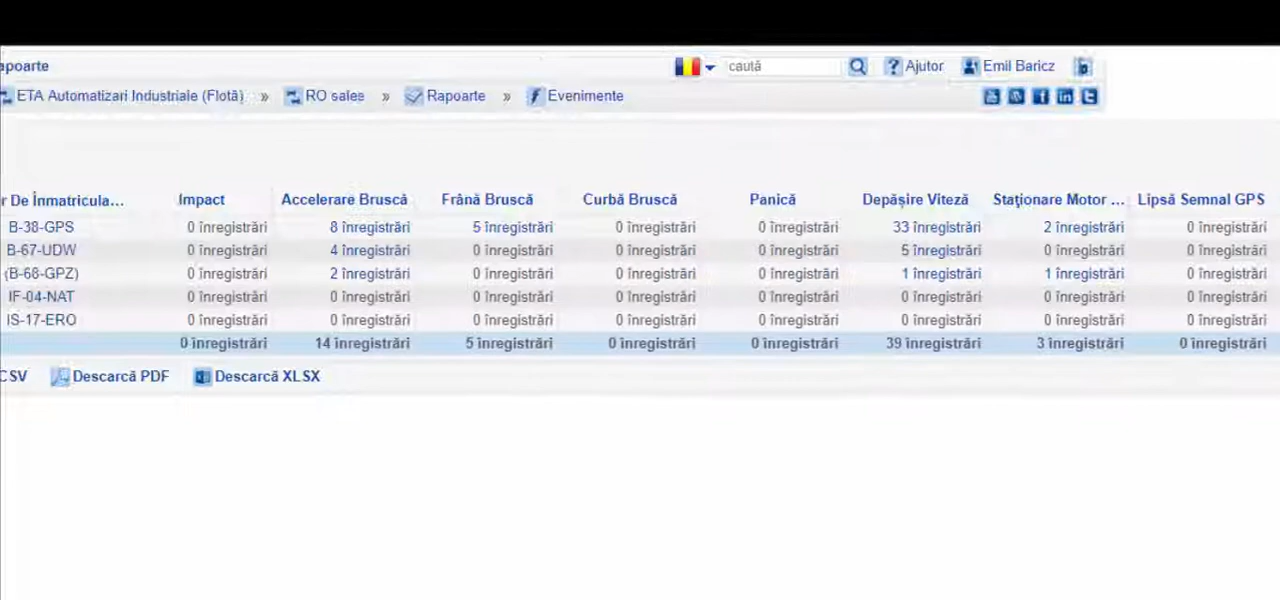 apoarte caută Ajutor Emil Baricz
ETA Automatizari Industriale (Flotă) » RO sales » Rapoarte » Evenimente
r De Înmatricula... Impact Accelerare Bruscă Frână Bruscă Curbă Bruscă Panică Depășire Viteză Staționare Motor ... Lipsă Semnal GPS
B-38-GPS 0 înregistrări 8 înregistrări 5 înregistrări 0 înregistrări 0 înregistrări 33 înregistrări 2 înregistrări 0 înregistrări
B-67-UDW 0 înregistrări 4 înregistrări 0 înregistrări 0 înregistrări 0 înregistrări 5 înregistrări 0 înregistrări 0 înregistrări
(B-68-GPZ) 0 înregistrări 2 înregistrări 0 înregistrări 0 înregistrări 0 înregistrări 1 înregistrări 1 înregistrări 0 înregistrări
IF-04-NAT 0 înregistrări 0 înregistrări 0 înregistrări 0 înregistrări 0 înregistrări 0 înregistrări 0 înregistrări 0 înregistrări
IS-17-ERO 0 înregistrări 0 înregistrări 0 înregistrări 0 înregistrări 0 înregistrări 0 înregistrări 0 înregistrări 0 înregistrări
0 înregistrări 14 înregistrări 5 înregistrări 0 înregistrări 0 înregistrări 39 înregistrări 3 înregistrări 0 înregistrări
CSV Descarcă PDF Descarcă XLSX